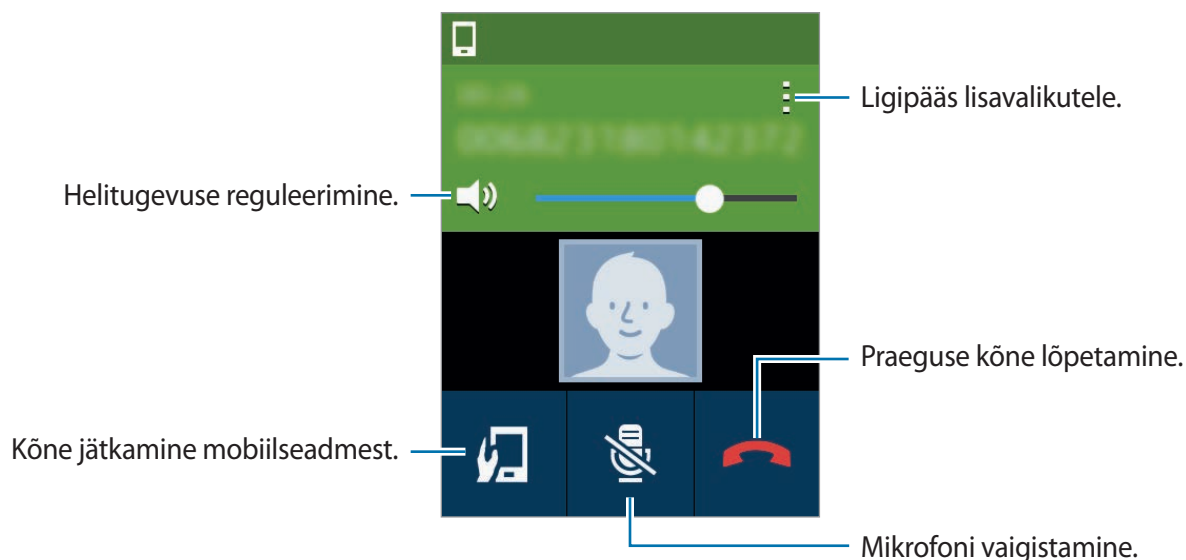 Ligipääs lisavalikutele.
Helitugevuse reguleerimine.
Praeguse kõne lõpetamine.
Kõne jätkamine mobiilseadmest.
Mikrofoni vaigistamine.